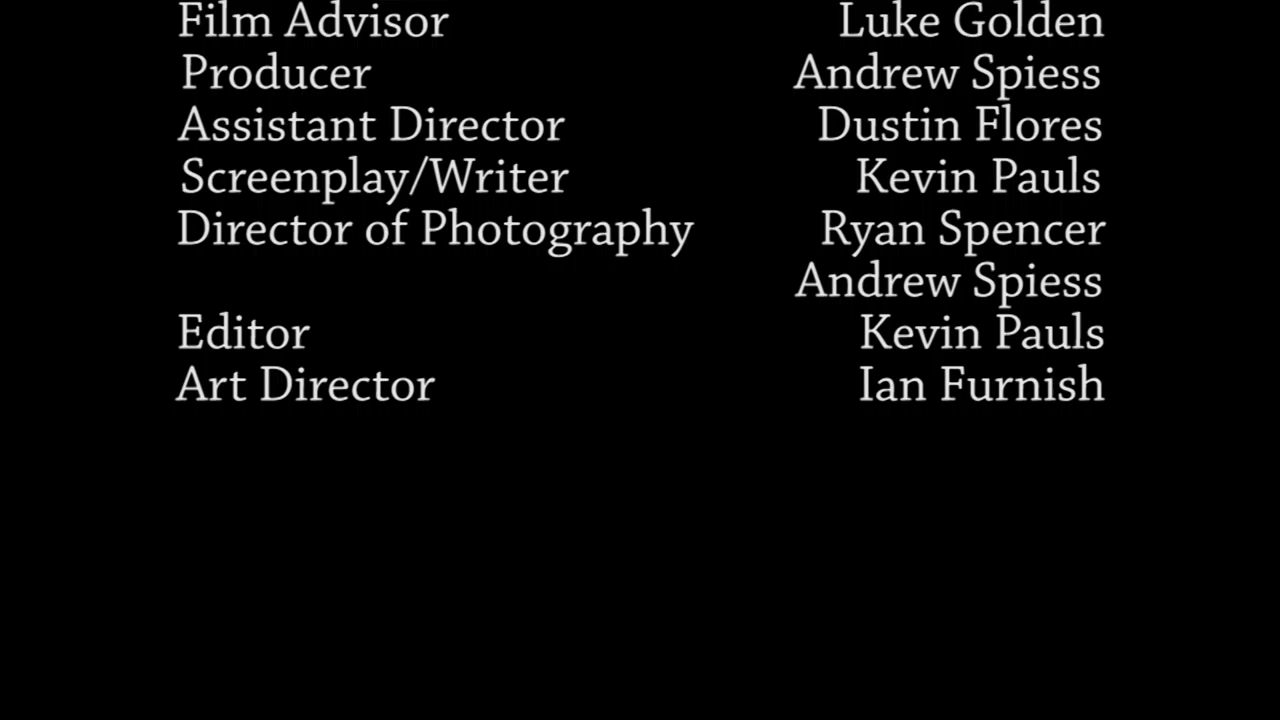 Film Advisor Luke Golden
Producer Andrew Spiess
Assistant Director Dustin Flores
Screenplay/Writer Kevin Pauls
Director of Photography Ryan Spencer
Andrew Spiess
Editor Kevin Pauls
Art Director Ian Furnish